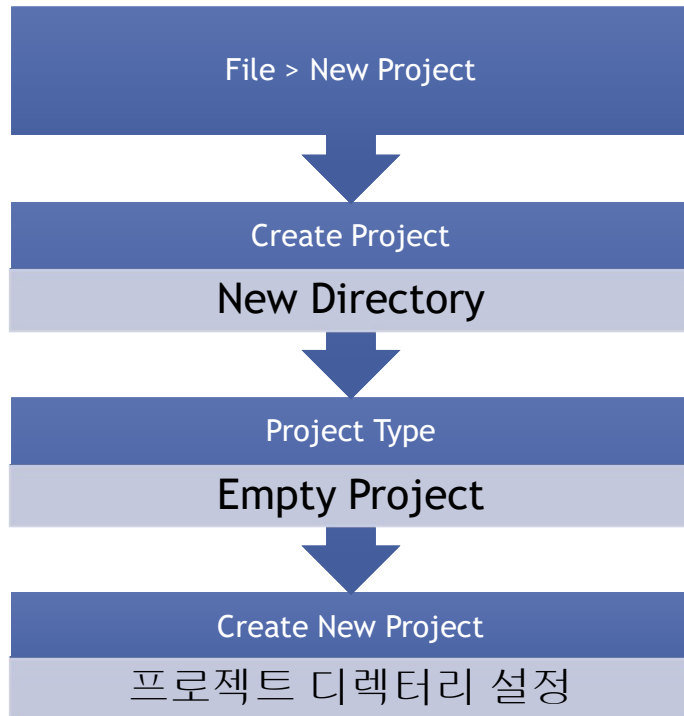 File > New Project
Create Project
New Directory
Project Type
Empty Project
Create New Project
프로젝트 디렉터리 설정